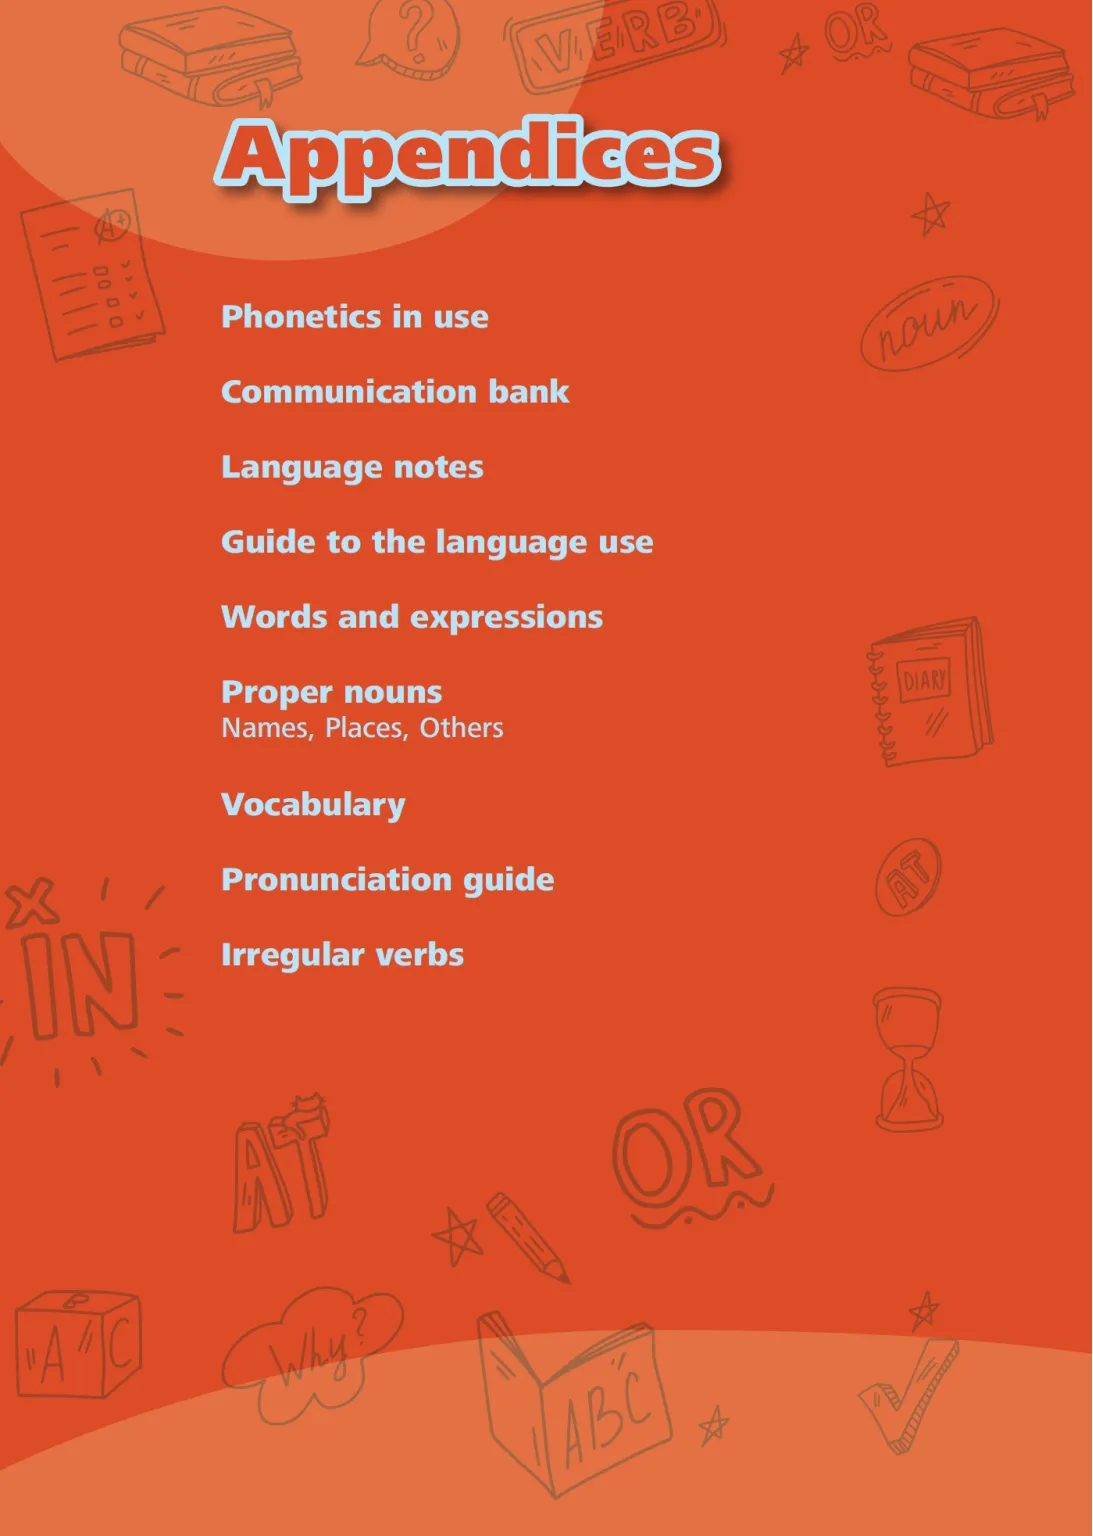 VERB
OR
?
Appendices
A+
noun
Phonetics in use
Communication bank
Language notes
Guide to the language use
Words and expressions
Proper nouns
Names, Places, Others
DIARY
Vocabulary
Pronunciation guide
AT
X
IN
Irregular verbs
AT
OR
A C
Why?
ABC